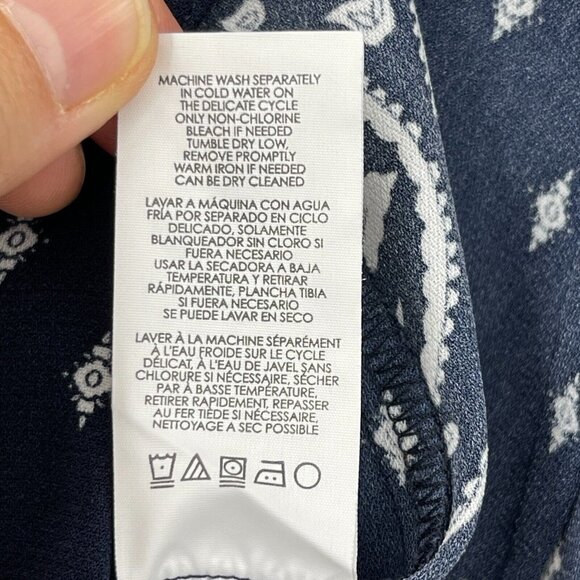 MACHINE WASH SEPARATELY
IN COLD WATER ON
THE DELICATE CYCLE
ONLY NON-CHLORINE
BLEACH IF NEEDED
TUMBLE DRY LOW,
REMOVE PROMPTLY
WARM IRON IF NEEDED
CAN BE DRY CLEANED
LAVAR A MÁQUINA CON AGUA
FRÍA POR SEPARADO EN CICLO
DELICADO, SOLAMENTE
BLANQUEADOR SIN CLORO SI
FUERA NECESARIO
USAR LA SECADORA A BAJA
TEMPERATURA Y RETIRAR
RÁPIDAMENTE, PLANCHA TIBIA
SI FUERA NECESARIO
SE PUEDE LAVAR EN SECO
LAVER À LA MACHINE SÉPARÉMENT
À L'EAU FROIDE SUR LE CYCLE
DÉLICAT, À L'EAU DE JAVEL SANS
CHLORURE SI NÉCESSAIRE, SÉCHER
PAR À BASSE TEMPÉRATURE,
RETIRER RAPIDEMENT, REPASSER
AU FER TIÈDE SI NÉCESSAIRE,
NETTOYAGE A SEC POSSIBLE